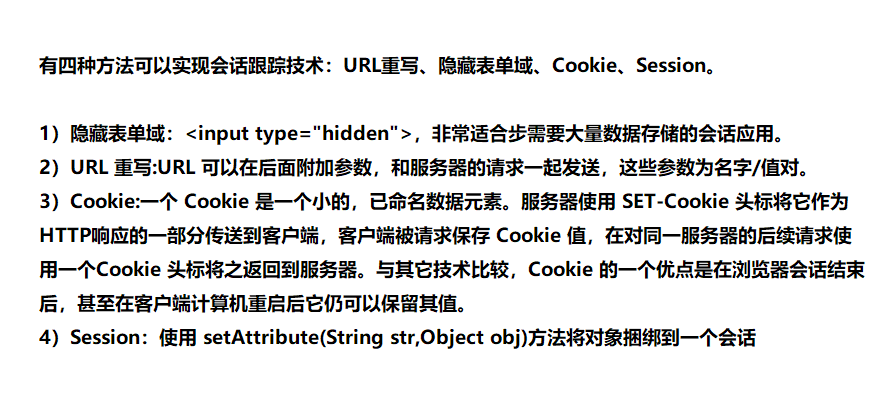 有四种方法可以实现会话跟踪技术：URL重写、隐藏表单域、Cookie、Session。
1）隐藏表单域：<input type="hidden">，非常适合步需要大量数据存储的会话应用。
2）URL 重写:URL 可以在后面附加参数，和服务器的请求一起发送，这些参数为名字/值对。
3）Cookie:一个 Cookie 是一个小的，已命名数据元素。服务器使用 SET-Cookie 头标将它作为
HTTP响应的一部分传送到客户端，客户端被请求保存 Cookie 值，在对同一服务器的后续请求使
用一个Cookie 头标将之返回到服务器。与其它技术比较，Cookie 的一个优点是在浏览器会话结束
后，甚至在客户端计算机重启后它仍可以保留其值。
4）Session：使用 setAttribute(String str,Object obj)方法将对象捆绑到一个会话